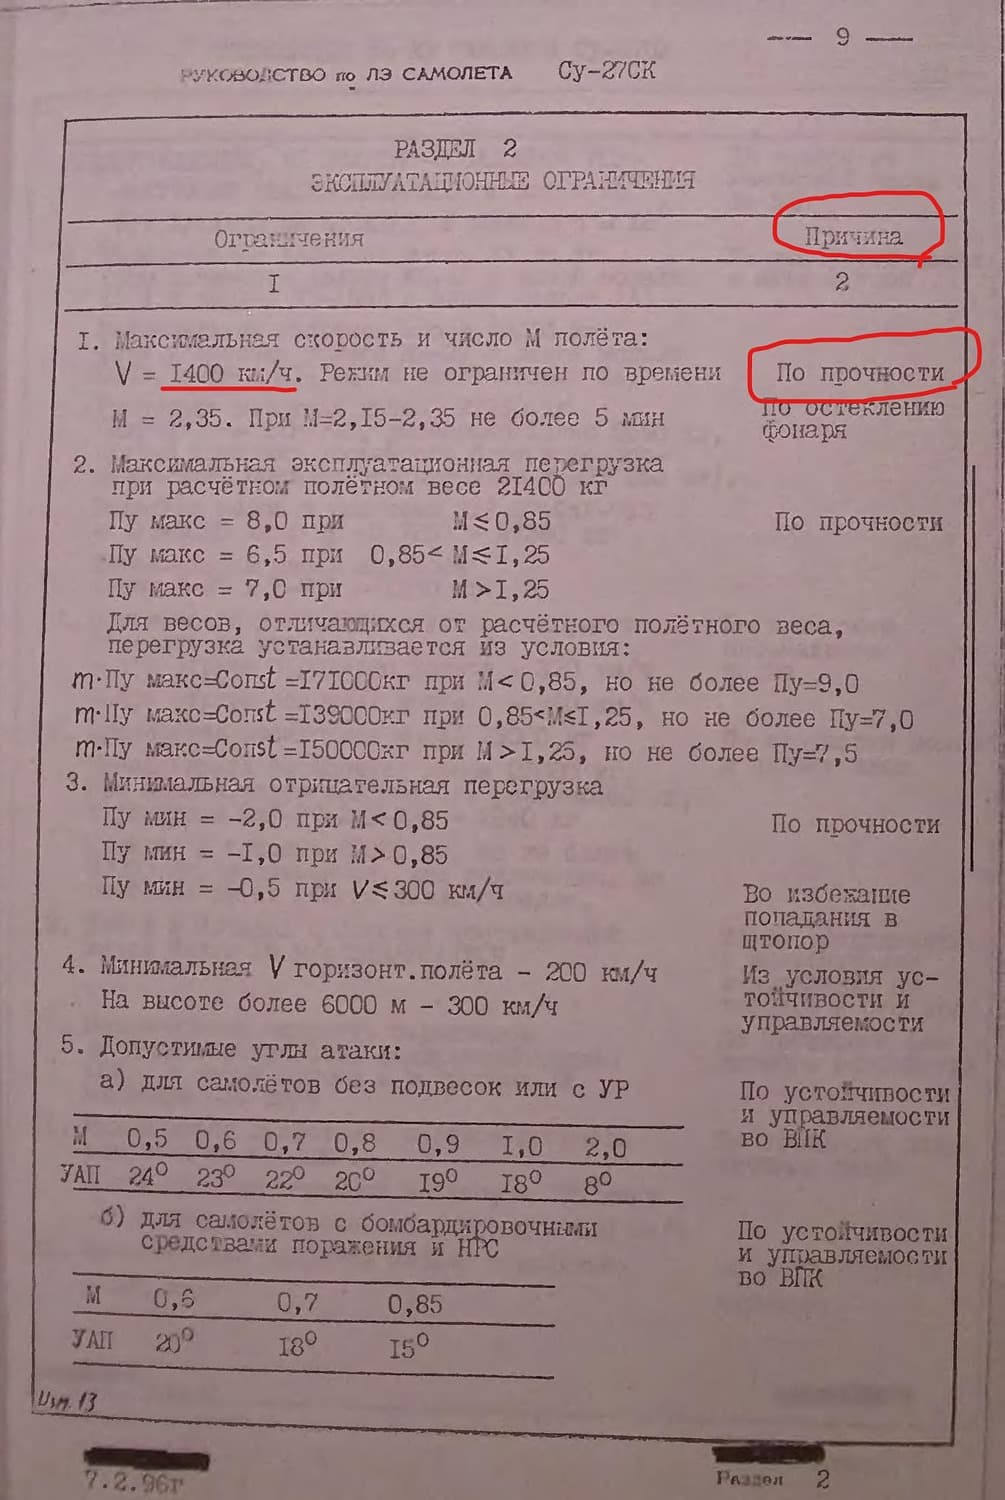 — 9 —
РУКОВОДСТВО по ЛЭ САМОЛЕТА Су-27СК
РАЗДЕЛ 2
ЭКСПЛУАТАЦИОННЫЕ ОГРАНИЧЕНИЯ
Ограничения Причина
I 2
I. Максимальная скорость и число М полёта:
V = I400 км/ч. Режим не ограничен по времени По прочности
М = 2,35. При М=2,I5-2,35 не более 5 мин По остеклению
фонаря
2. Максимальная эксплуатационная перегрузка
при расчётном полётном весе 2I400 кг
Пу макс = 8,0 при М≤0,85 По прочности
Пу макс = 6,5 при 0,85< М≤I,25
Пу макс = 7,0 при М>I,25
Для весов, отличающихся от расчётного полётного веса,
перегрузка устанавливается из условия:
m·Пу макс=Const =I7I000кг при М<0,85, но не более Пу=9,0
m·Пу макс=Const =I39000кг при 0,85<М≤I,25, но не более Пу=7,0
m·Пу макс=Const =I50000кг при М>I,25, но не более Пу=7,5
3. Минимальная отрицательная перегрузка
Пу мин = -2,0 при М<0,85 По прочности
Пу мин = -I,0 при М>0,85
Пу мин = -0,5 при V≤300 км/ч Во избежание
попадания в
штопор
4. Минимальная V горизонт.полёта - 200 км/ч Из условия ус-
На высоте более 6000 м - 300 км/ч тойчивости и
управляемости
5. Допустимые углы атаки:
а) для самолётов без подвесок или с УР По устойчивости
и управляемости
во ВПК
М 0,5 0,6 0,7 0,8 0,9 I,0 2,0
УАП 24° 23° 22° 20° I9° I8° 8°
б) для самолётов с бомбардировочными По устойчивости
средствами поражения и НРС и управляемости
во ВПК
М 0,6 0,7 0,85
УАП 20° I8° I5°
Изм. 13
7.2.96г Раздел 2